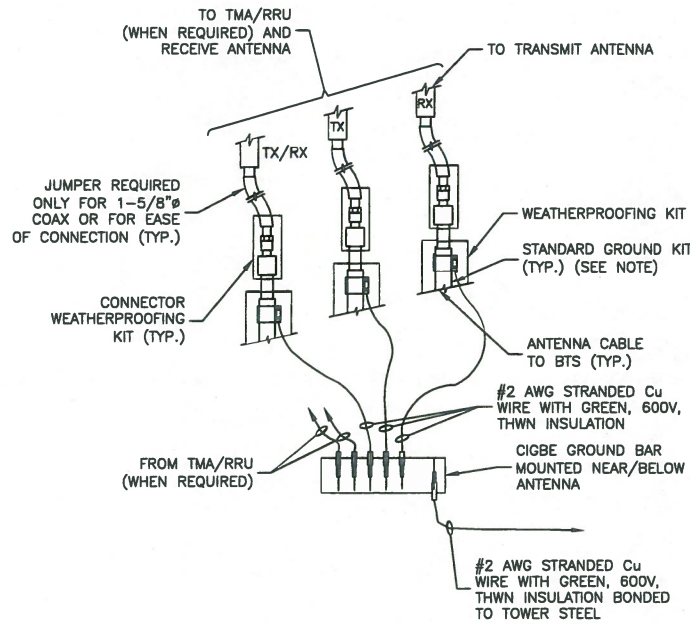 TO TMA/RRU
(WHEN REQUIRED) AND
RECEIVE ANTENNA
TO TRANSMIT ANTENNA
RX
TX
TX/RX
JUMPER REQUIRED
ONLY FOR 1-5/8"ø
COAX OR FOR EASE
OF CONNECTION (TYP.)
WEATHERPROOFING KIT
STANDARD GROUND KIT
(TYP.) (SEE NOTE)
CONNECTOR
WEATHERPROOFING
KIT (TYP.)
ANTENNA CABLE
TO BTS (TYP.)
#2 AWG STRANDED Cu
WIRE WITH GREEN, 600V,
THWN INSULATION
FROM TMA/RRU
(WHEN REQUIRED)
CIGBE GROUND BAR
MOUNTED NEAR/BELOW
ANTENNA
#2 AWG STRANDED Cu
WIRE WITH GREEN, 600V,
THWN INSULATION BONDED
TO TOWER STEEL